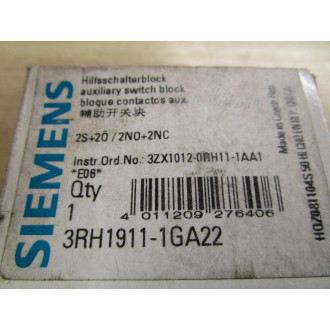 SIEMENS
Hilfsschalterblock
auxiliary switch block
bloque contactos aux.
辅助开关块
2S+2Ö / 2NO+2NC
Instr.Ord.No.: 3ZX1012-0RH11-1AA1
*E06*
Qty
1
4 011209 276406
3RH1911-1GA22
Made in Czech Rep.